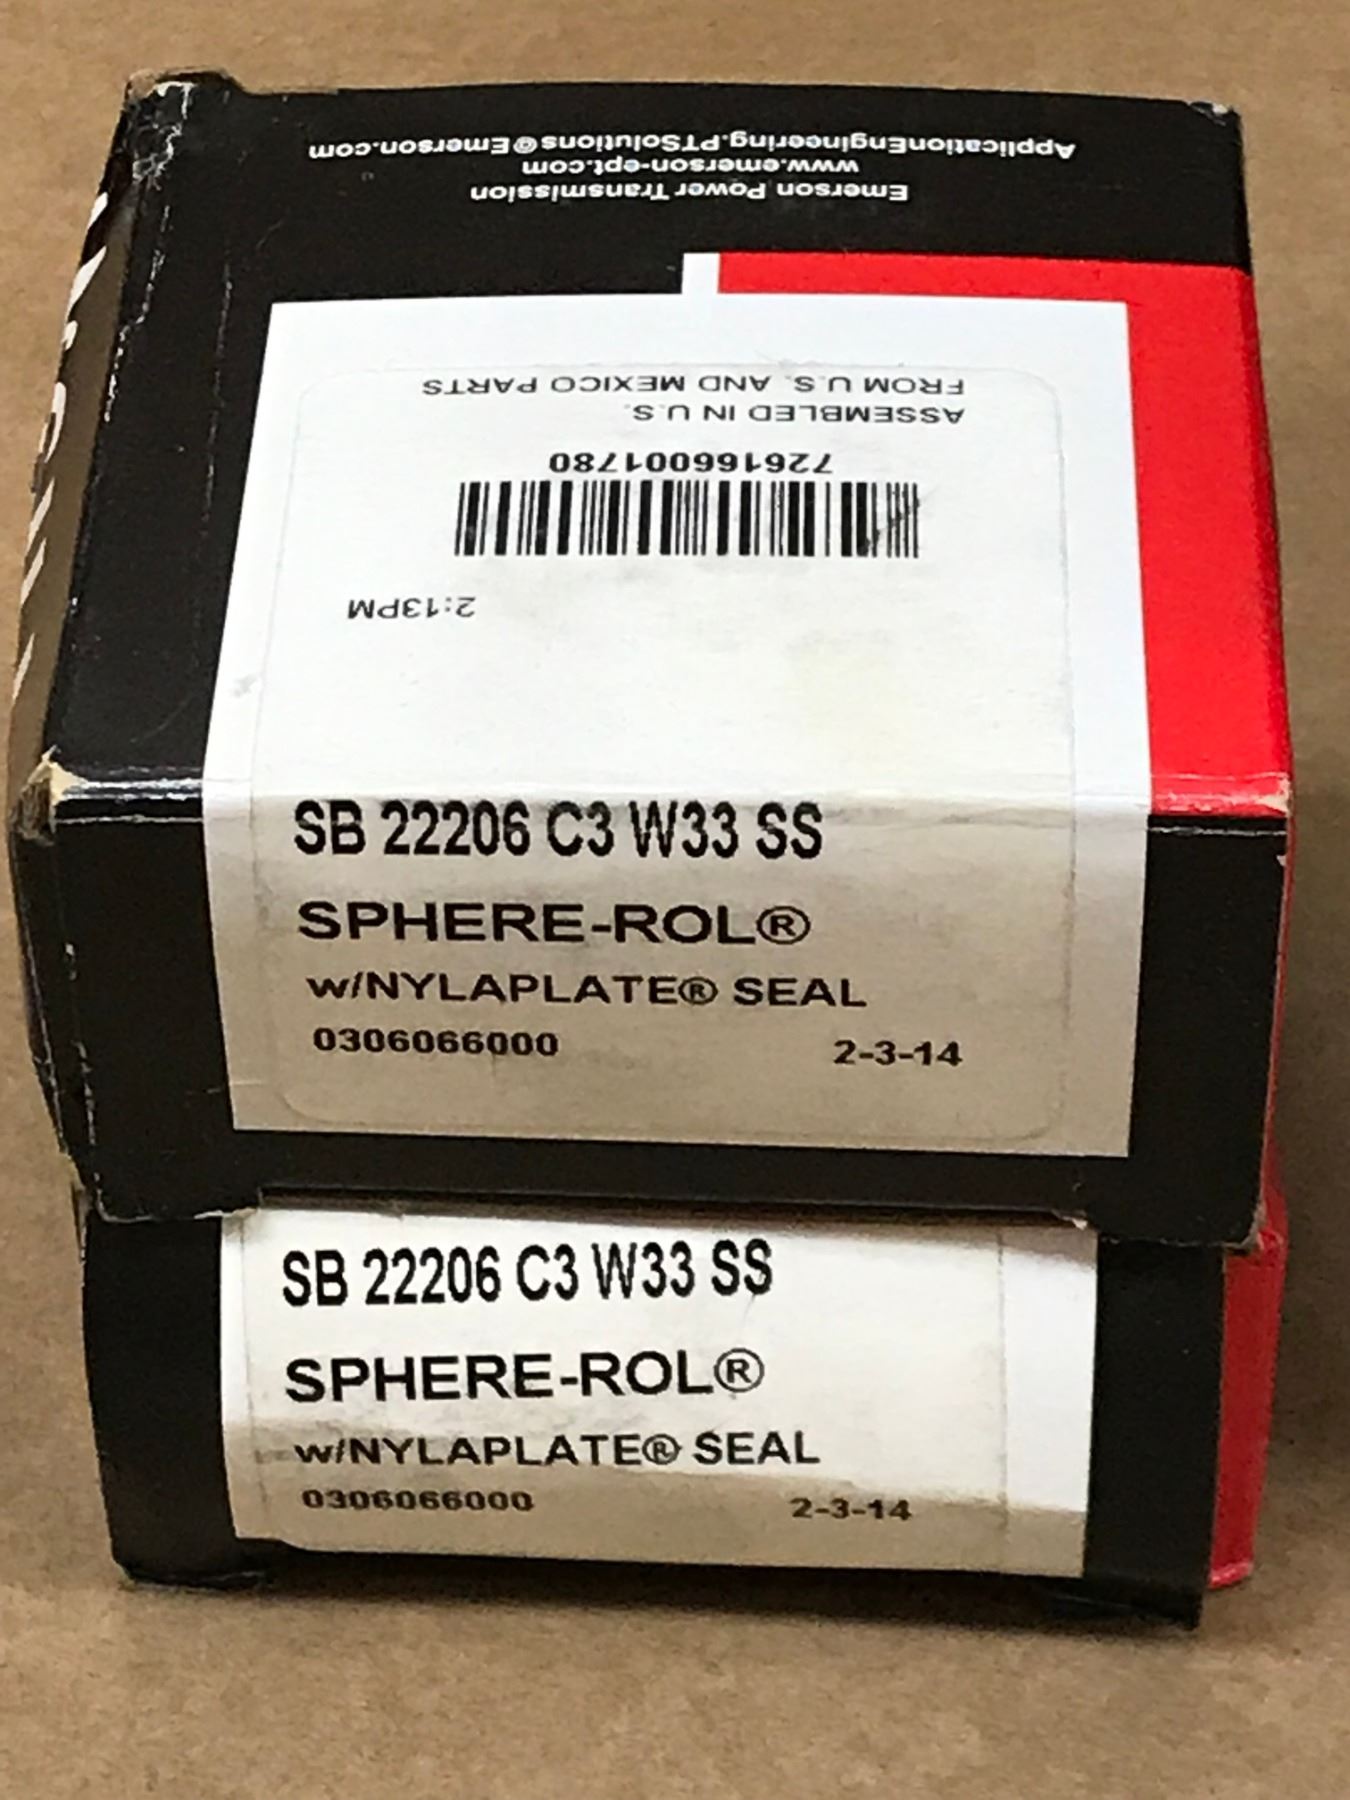 Emerson Power Transmission
www.emerson-ept.com
ApplicationEngineering.PTSolutions@Emerson.com
2:13PM
726166001780
ASSEMBLED IN U.S.
FROM U.S. AND MEXICO PARTS
SB 22206 C3 W33 SS
SPHERE-ROL®
w/NYLAPLATE® SEAL
0306066000 2-3-14
SB 22206 C3 W33 SS
SPHERE-ROL®
w/NYLAPLATE® SEAL
0306066000 2-3-14